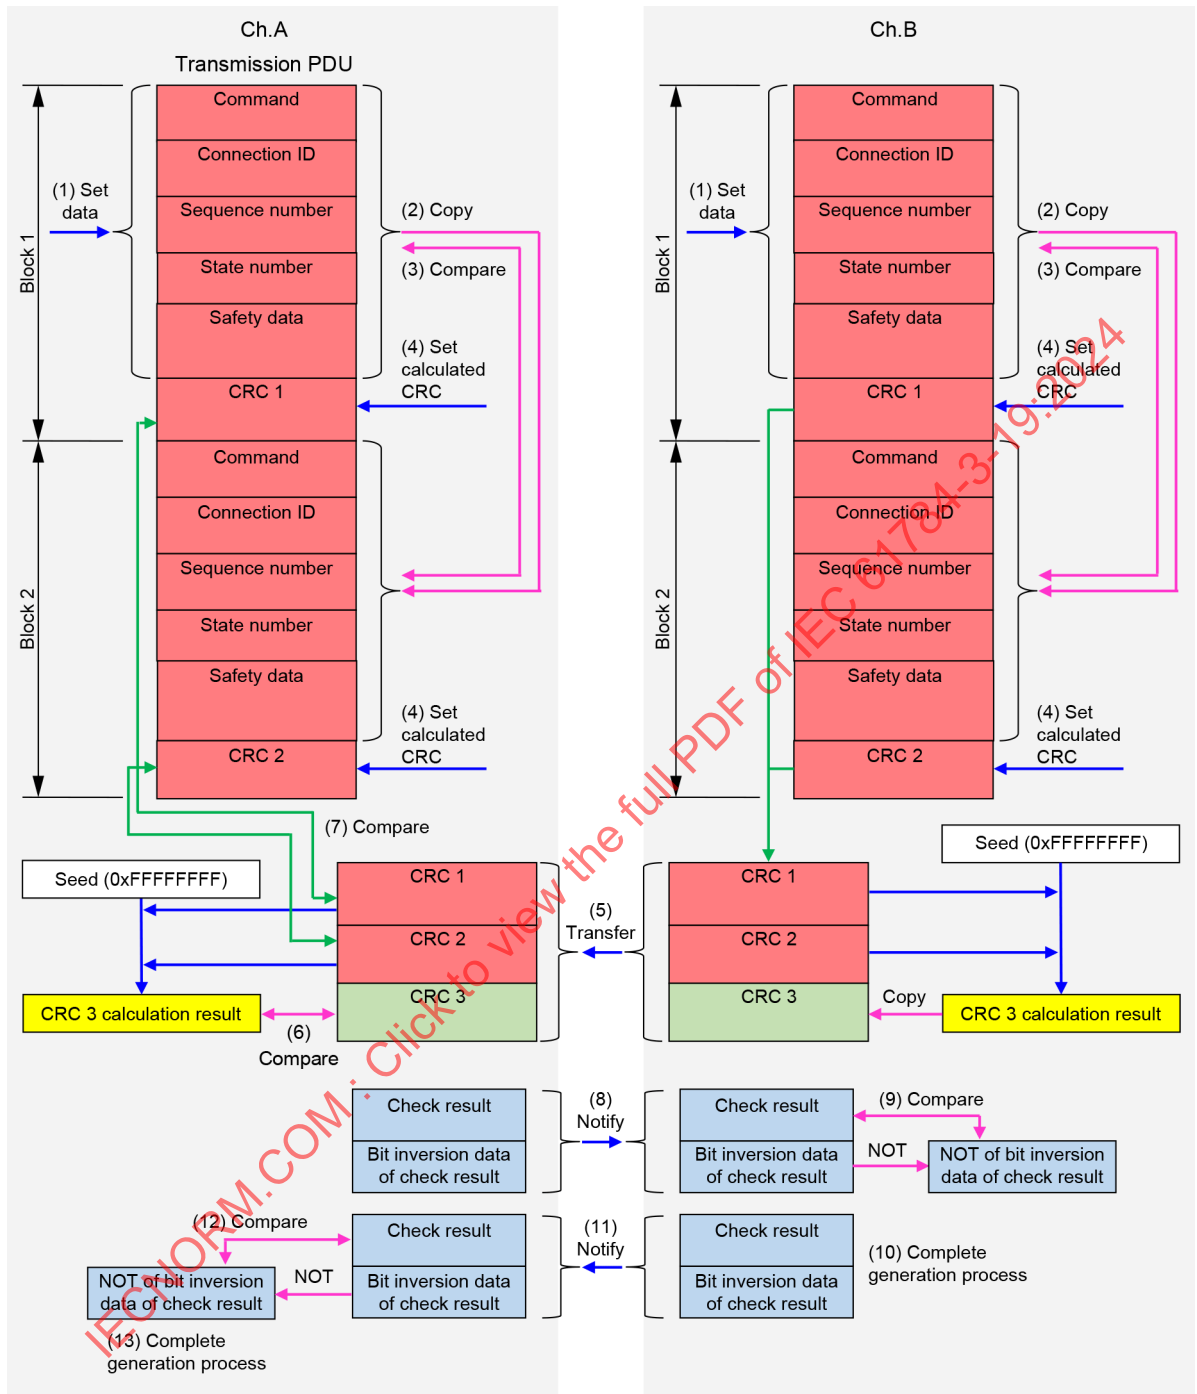 Ch.A
Transmission PDU
Block 1
(1) Set
data
Command
Connection ID
Sequence number
State number
Safety data
CRC 1
(2) Copy
(3) Compare
(4) Set
calculated
CRC
Block 2
Command
Connection ID
Sequence number
State number
Safety data
CRC 2
(4) Set
calculated
CRC
(7) Compare
Seed (0xFFFFFFFF)
CRC 1
CRC 2
CRC 3
CRC 3 calculation result
(6)
Compare
Ch.B
Block 1
(1) Set
data
Command
Connection ID
Sequence number
State number
Safety data
CRC 1
(2) Copy
(3) Compare
(4) Set
calculated
CRC
Block 2
Command
Connection ID
Sequence number
State number
Safety data
CRC 2
(4) Set
calculated
CRC
Seed (0xFFFFFFFF)
(5)
Transfer
CRC 1
CRC 2
CRC 3
Copy
CRC 3 calculation result
Check result
Bit inversion data
of check result
(8)
Notify
Check result
Bit inversion data
of check result
(9) Compare
NOT
NOT of bit inversion
data of check result
(12) Compare
NOT
NOT of bit inversion
data of check result
(13) Complete
generation process
Check result
Bit inversion data
of check result
(11)
Notify
Check result
Bit inversion data
of check result
(10) Complete
generation process
IECNORM.COM : Click to view the full PDF of IEC 61784-3-19:2024